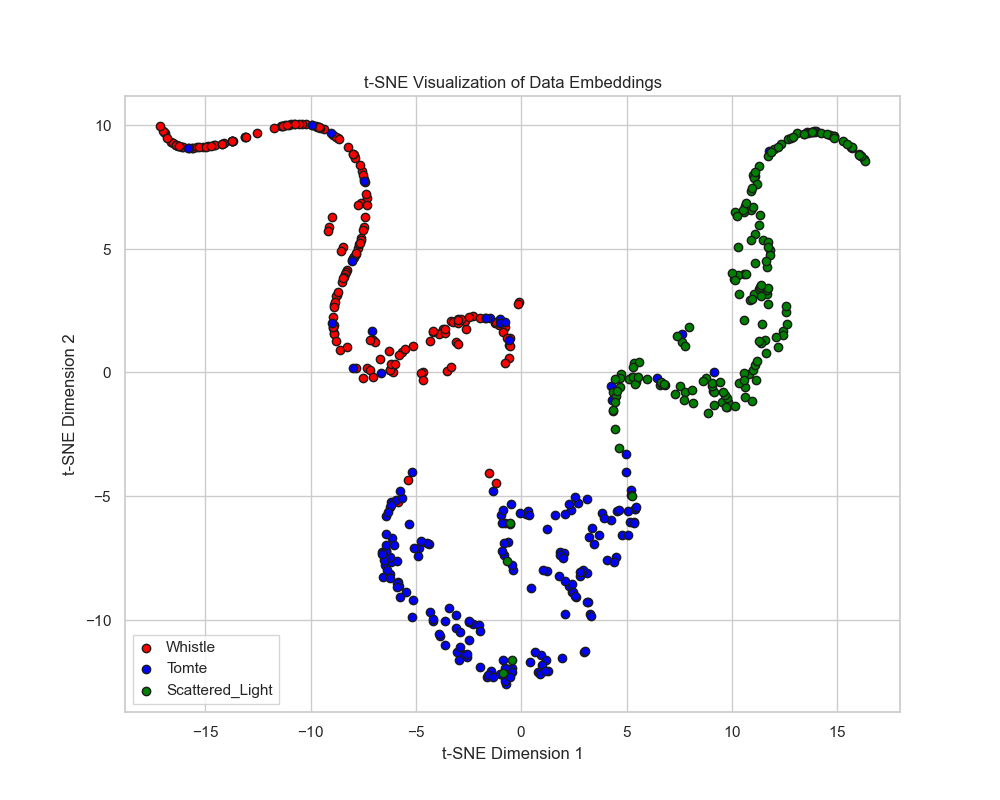 t-SNE Visualization of Data Embeddings
10
5
0
−5
−10
t-SNE Dimension 2
Whistle
Tomte
Scattered_Light
−15 −10 −5 0 5 10 15
t-SNE Dimension 1